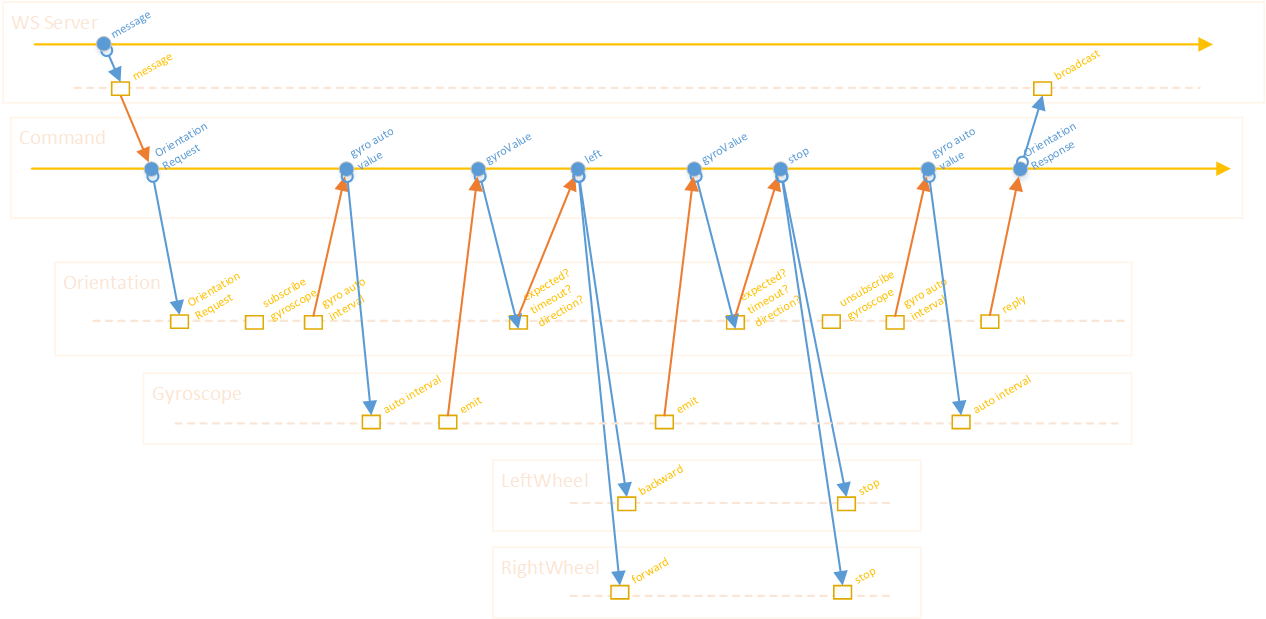 WS Server
message
message
broadcast
Command
Orientation
Request
gyro auto
value
gyroValue
left
gyroValue
stop
gyro auto
value
Orientation
Response
Orientation
Orientation
Request
subscribe
gyroscope
gyro auto
interval
expected?
timeout?
direction?
expected?
timeout?
direction?
unsubscribe
gyroscope
gyro auto
interval
reply
Gyroscope
auto interval
emit
emit
auto interval
LeftWheel
backward
stop
RightWheel
forward
stop